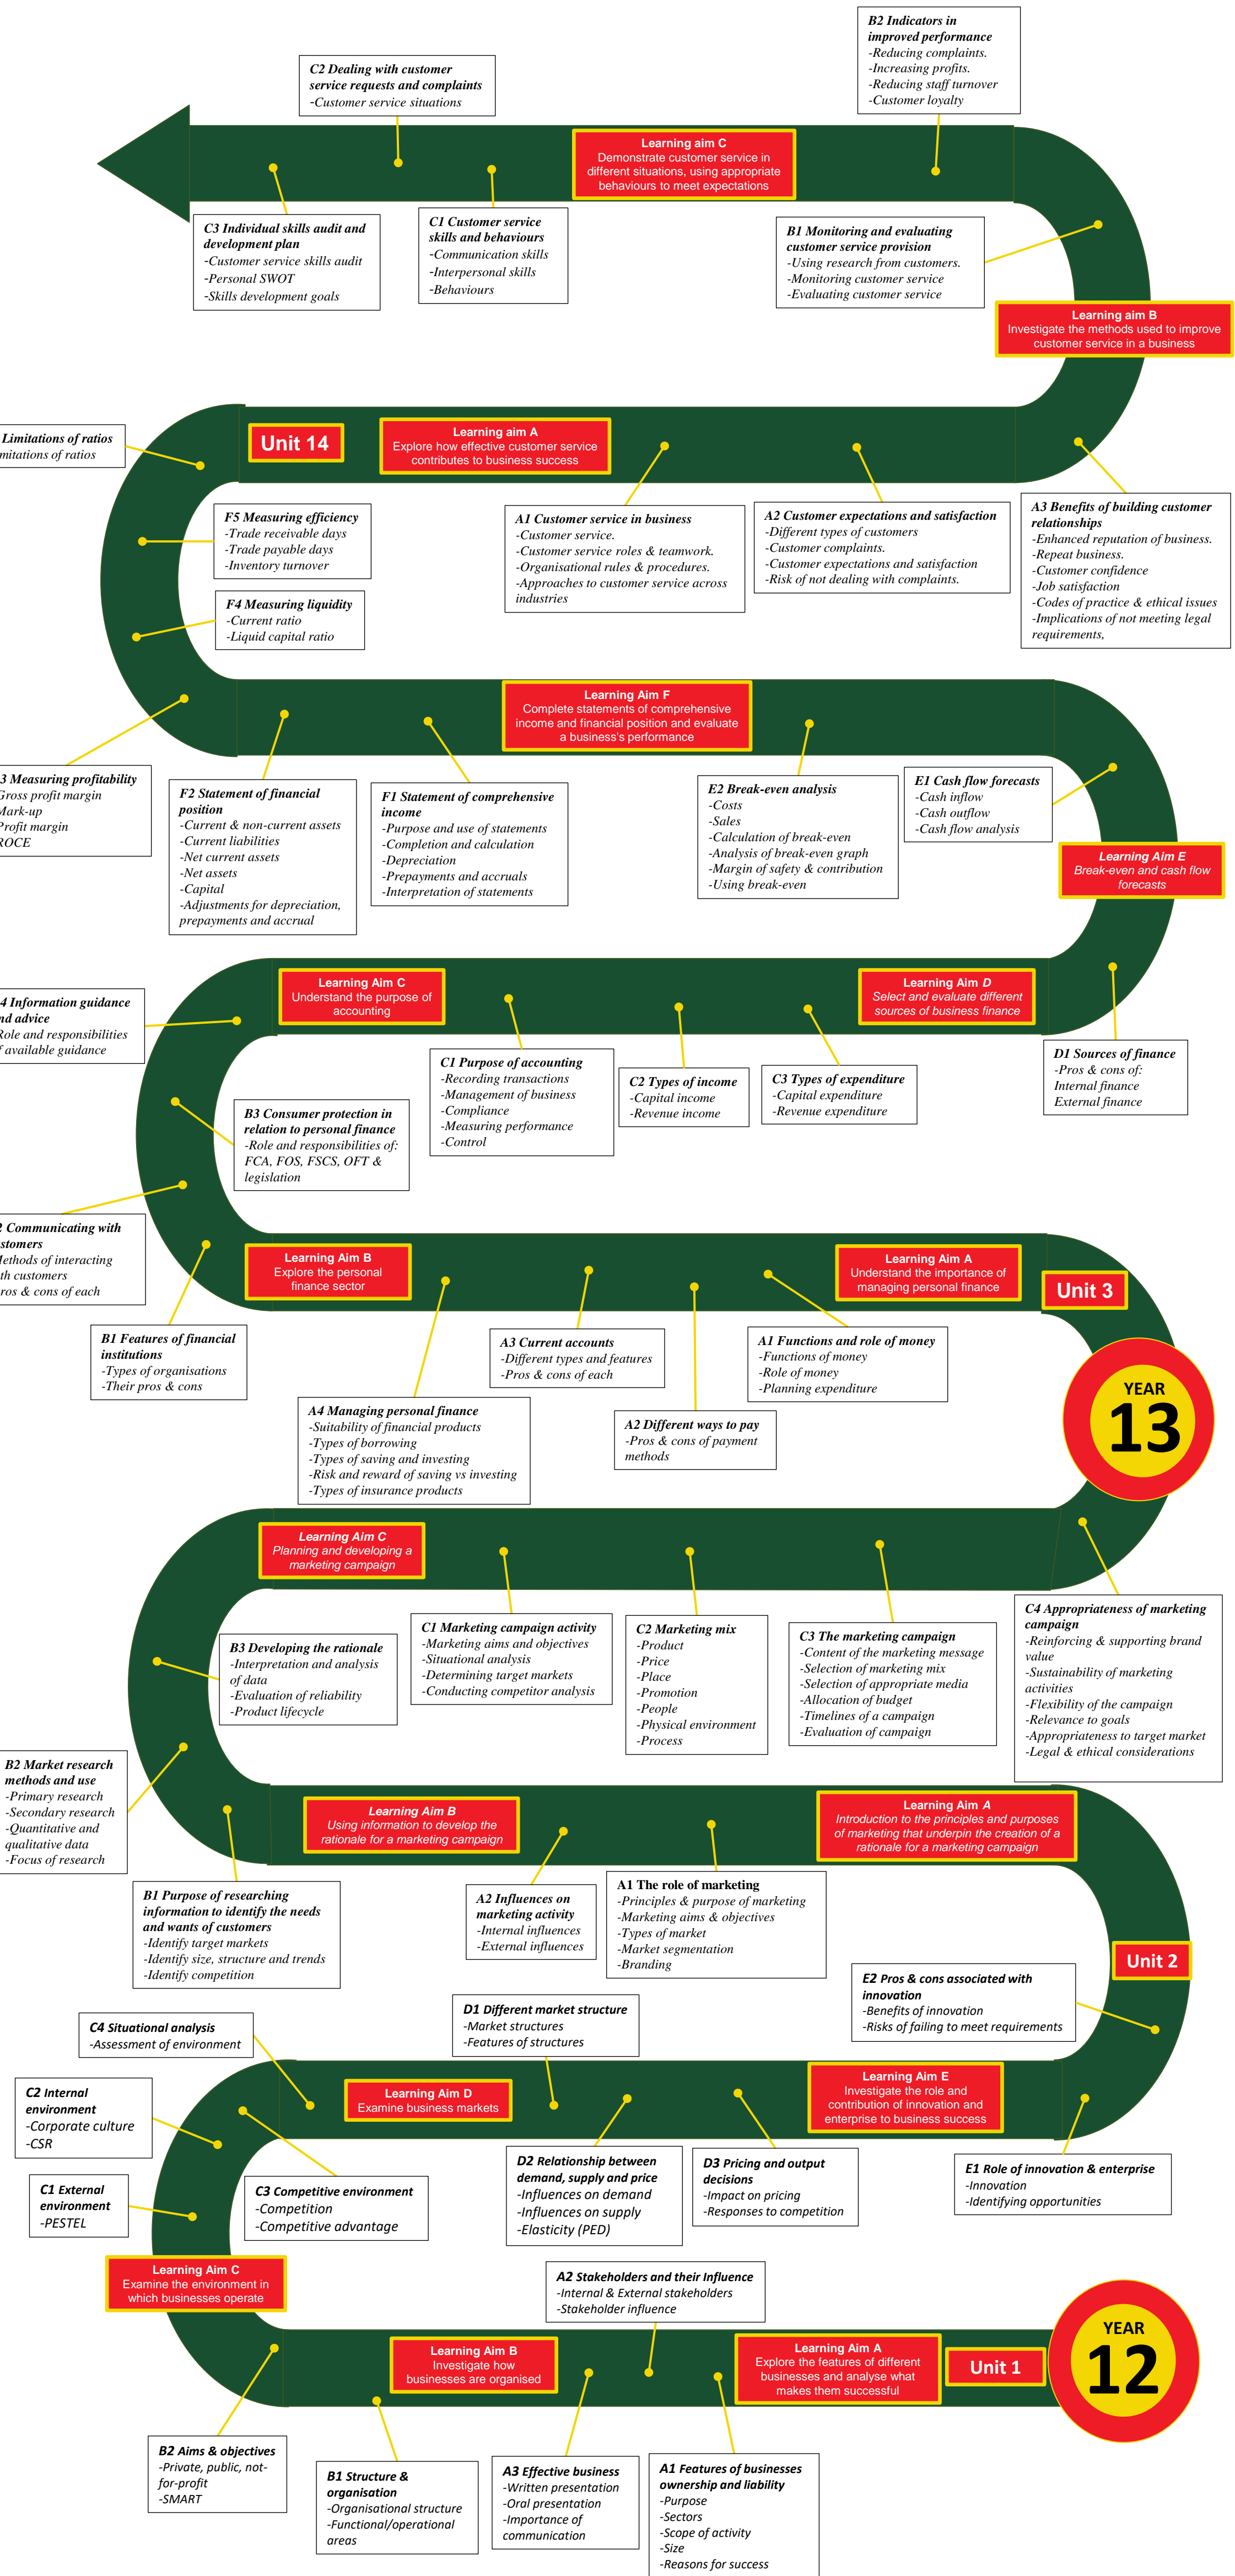 B2 Indicators in
improved performance
-Reducing complaints.
-Increasing profits.
-Reducing staff turnover
-Customer loyalty
C2 Dealing with customer
service requests and complaints
-Customer service situations
Learning aim C
Demonstrate customer service in
different situations, using appropriate
behaviours to meet expectations
C3 Individual skills audit and
development plan
-Customer service skills audit
-Personal SWOT
-Skills development goals
C1 Customer service
skills and behaviours
-Communication skills
-Interpersonal skills
-Behaviours
B1 Monitoring and evaluating
customer service provision
-Using research from customers.
-Monitoring customer service
-Evaluating customer service
Learning aim B
Investigate the methods used to improve
customer service in a business
Limitations of ratios
mitations of ratios
Unit 14
Learning aim A
Explore how effective customer service
contributes to business success
F5 Measuring efficiency
-Trade receivable days
-Trade payable days
-Inventory turnover
F4 Measuring liquidity
-Current ratio
-Liquid capital ratio
A1 Customer service in business
-Customer service.
-Customer service roles & teamwork.
-Organisational rules & procedures.
-Approaches to customer service across
industries
A2 Customer expectations and satisfaction
-Different types of customers
-Customer complaints.
-Customer expectations and satisfaction
-Risk of not dealing with complaints.
A3 Benefits of building customer
relationships
-Enhanced reputation of business.
-Repeat business.
-Customer confidence
-Job satisfaction
-Codes of practice & ethical issues
-Implications of not meeting legal
requirements,
Learning Aim F
Complete statements of comprehensive
income and financial position and evaluate
a business's performance
3 Measuring profitability
Gross profit margin
Mark-up
Profit margin
ROCE
F2 Statement of financial
position
-Current & non-current assets
-Current liabilities
-Net current assets
-Net assets
-Capital
-Adjustments for depreciation,
prepayments and accrual
F1 Statement of comprehensive
income
-Purpose and use of statements
-Completion and calculation
-Depreciation
-Prepayments and accruals
-Interpretation of statements
E2 Break-even analysis
-Costs
-Sales
-Calculation of break-even
-Analysis of break-even graph
-Margin of safety & contribution
-Using break-even
E1 Cash flow forecasts
-Cash inflow
-Cash outflow
-Cash flow analysis
Learning Aim E
Break-even and cash flow
forecasts
Learning Aim C
Understand the purpose of
accounting
Learning Aim D
Select and evaluate different
sources of business finance
4 Information guidance
nd advice
Role and responsibilities
f available guidance
C1 Purpose of accounting
-Recording transactions
-Management of business
-Compliance
-Measuring performance
-Control
C2 Types of income
-Capital income
-Revenue income
C3 Types of expenditure
-Capital expenditure
-Revenue expenditure
D1 Sources of finance
-Pros & cons of:
Internal finance
External finance
B3 Consumer protection in
relation to personal finance
-Role and responsibilities of:
FCA, FOS, FSCS, OFT &
legislation
2 Communicating with
stomers
Methods of interacting
th customers
ros & cons of each
Learning Aim B
Explore the personal
finance sector
Learning Aim A
Understand the importance of
managing personal finance
Unit 3
B1 Features of financial
institutions
-Types of organisations
-Their pros & cons
A3 Current accounts
-Different types and features
-Pros & cons of each
A1 Functions and role of money
-Functions of money
-Role of money
-Planning expenditure
A4 Managing personal finance
-Suitability of financial products
-Types of borrowing
-Types of saving and investing
-Risk and reward of saving vs investing
-Types of insurance products
A2 Different ways to pay
-Pros & cons of payment
methods
YEAR
13
Learning Aim C
Planning and developing a
marketing campaign
B3 Developing the rationale
-Interpretation and analysis
of data
-Evaluation of reliability
-Product lifecycle
C1 Marketing campaign activity
-Marketing aims and objectives
-Situational analysis
-Determining target markets
-Conducting competitor analysis
C2 Marketing mix
-Product
-Price
-Place
-Promotion
-People
-Physical environment
-Process
C3 The marketing campaign
-Content of the marketing message
-Selection of marketing mix
-Selection of appropriate media
-Allocation of budget
-Timelines of a campaign
-Evaluation of campaign
C4 Appropriateness of marketing
campaign
-Reinforcing & supporting brand
value
-Sustainability of marketing
activities
-Flexibility of the campaign
-Relevance to goals
-Appropriateness to target market
-Legal & ethical considerations
B2 Market research
methods and use
-Primary research
-Secondary research
-Quantitative and
qualitative data
-Focus of research
Learning Aim B
Using information to develop the
rationale for a marketing campaign
Learning Aim A
Introduction to the principles and purposes
of marketing that underpin the creation of a
rationale for a marketing campaign
B1 Purpose of researching
information to identify the needs
and wants of customers
-Identify target markets
-Identify size, structure and trends
-Identify competition
A2 Influences on
marketing activity
-Internal influences
-External influences
A1 The role of marketing
-Principles & purpose of marketing
-Marketing aims & objectives
-Types of market
-Market segmentation
-Branding
Unit 2
E2 Pros & cons associated with
innovation
-Benefits of innovation
-Risks of failing to meet requirements
C4 Situational analysis
-Assessment of environment
D1 Different market structure
-Market structures
-Features of structures
C2 Internal
environment
-Corporate culture
-CSR
Learning Aim D
Examine business markets
Learning Aim E
Investigate the role and
contribution of innovation and
enterprise to business success
C1 External
environment
-PESTEL
C3 Competitive environment
-Competition
-Competitive advantage
D2 Relationship between
demand, supply and price
-Influences on demand
-Influences on supply
-Elasticity (PED)
D3 Pricing and output
decisions
-Impact on pricing
-Responses to competition
E1 Role of innovation & enterprise
-Innovation
-Identifying opportunities
Learning Aim C
Examine the environment in
which businesses operate
A2 Stakeholders and their Influence
-Internal & External stakeholders
-Stakeholder influence
Learning Aim B
Investigate how
businesses are organised
Learning Aim A
Explore the features of different
businesses and analyse what
makes them successful
Unit 1
YEAR
12
B2 Aims & objectives
-Private, public, not-
for-profit
-SMART
B1 Structure &
organisation
-Organisational structure
-Functional/operational
areas
A3 Effective business
-Written presentation
-Oral presentation
-Importance of
communication
A1 Features of businesses
ownership and liability
-Purpose
-Sectors
-Scope of activity
-Size
-Reasons for success